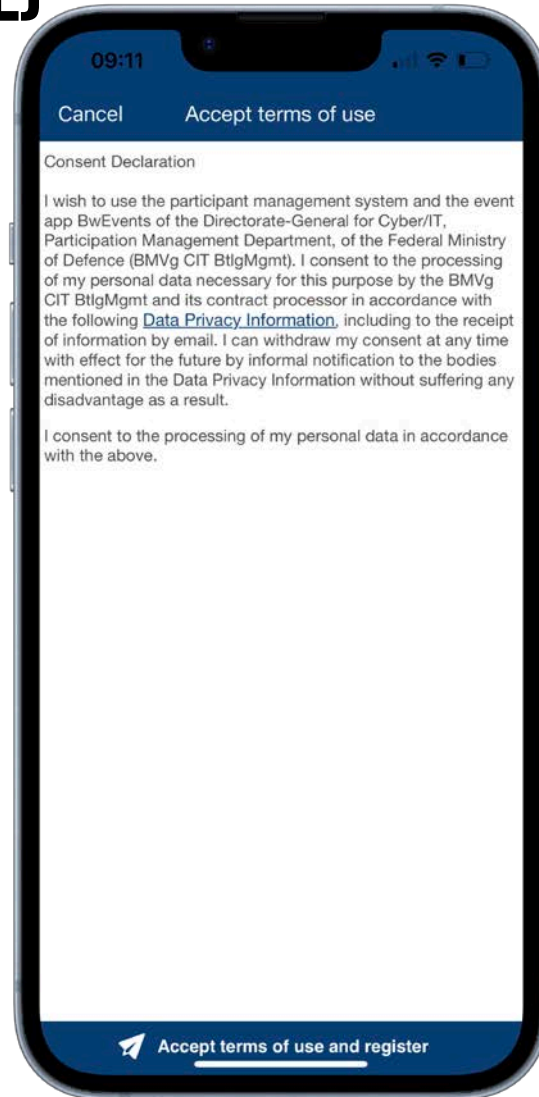 09:11
Cancel Accept terms of use
Consent Declaration
I wish to use the participant management system and the event
app BwEvents of the Directorate-General for Cyber/IT,
Participation Management Department, of the Federal Ministry
of Defence (BMVg CIT BtlgMgmt). I consent to the processing
of my personal data necessary for this purpose by the BMVg
CIT BtlgMgmt and its contract processor in accordance with
the following Data Privacy Information, including to the receipt
of information by email. I can withdraw my consent at any time
with effect for the future by informal notification to the bodies
mentioned in the Data Privacy Information without suffering any
disadvantage as a result.
I consent to the processing of my personal data in accordance
with the above.
Accept terms of use and register